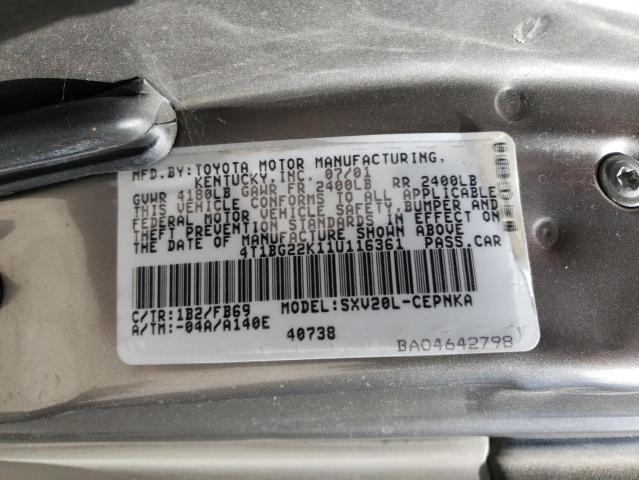 MFD.BY:TOYOTA MOTOR MANUFACTURING,
KENTUCKY,INC. 07/01
GVWR 4180LB GAWR FR 2400LB RR 2400LB
THIS VEHICLE CONFORMS TO ALL APPLICABLE
FEDERAL MOTOR VEHICLE SAFETY, BUMPER AND
THEFT PREVENTION STANDARDS IN EFFECT ON
THE DATE OF MANUFACTURE SHOWN ABOVE
4T1BG22K11U116361 PASS.CAR
C/TR:1B2/FB69 MODEL:SXV20L-CEPNKA
A/TM:-04A/A140E 40738
BA04642798